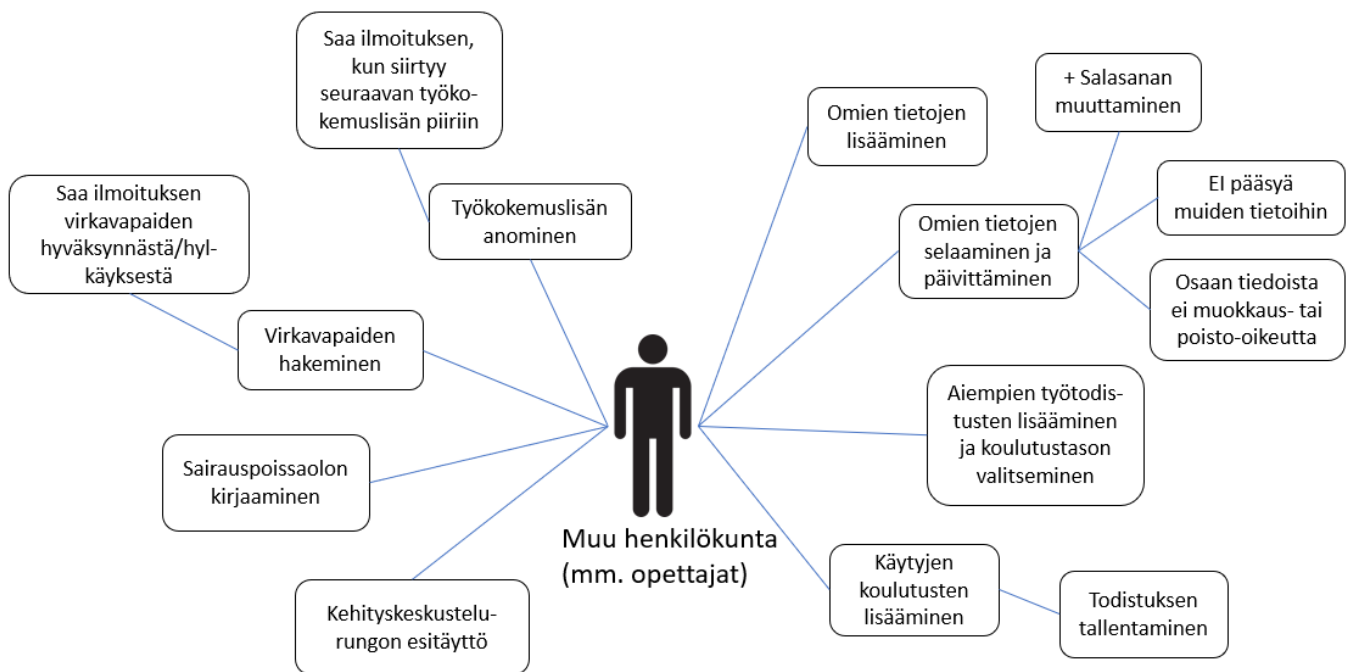 Saa ilmoituksen,
kun siirtyy
seuraavan työko-
kemuslisän piiriin
Työkokemuslisän
anominen
Saa ilmoituksen
virkavapaiden
hyväksynnästä/hyl-
käyksestä
Virkavapaiden
hakeminen
Sairauspoissaolon
kirjaaminen
Kehityskeskustelu-
rungon esitäyttö
Muu henkilökunta
(mm. opettajat)
Omien tietojen
lisääminen
+ Salasanan
muuttaminen
Omien tietojen
selaaminen ja
päivittäminen
EI pääsyä
muiden tietoihin
Osaan tiedoista
ei muokkaus- tai
poisto-oikeutta
Aiempien työtodis-
tusten lisääminen
ja koulutustason
valitseminen
Käytyjen
koulutusten
lisääminen
Todistuksen
tallentaminen